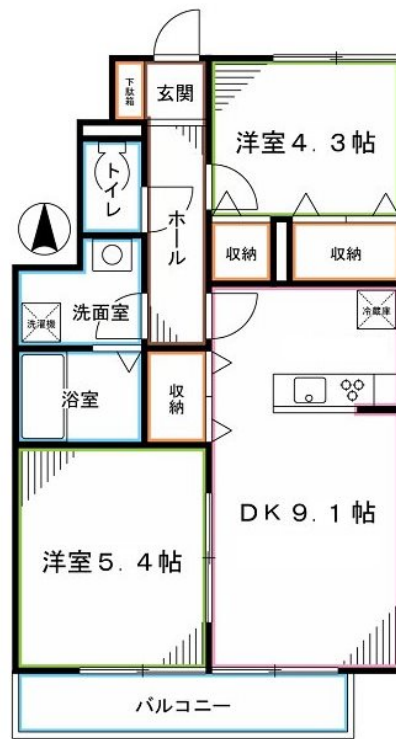 下駄箱
玄関
洋室4.3帖
トイレ
ホール
収納
収納
洗面室
洗濯機
冷蔵庫
浴室
収納
DK9.1帖
洋室5.4帖
バルコニー